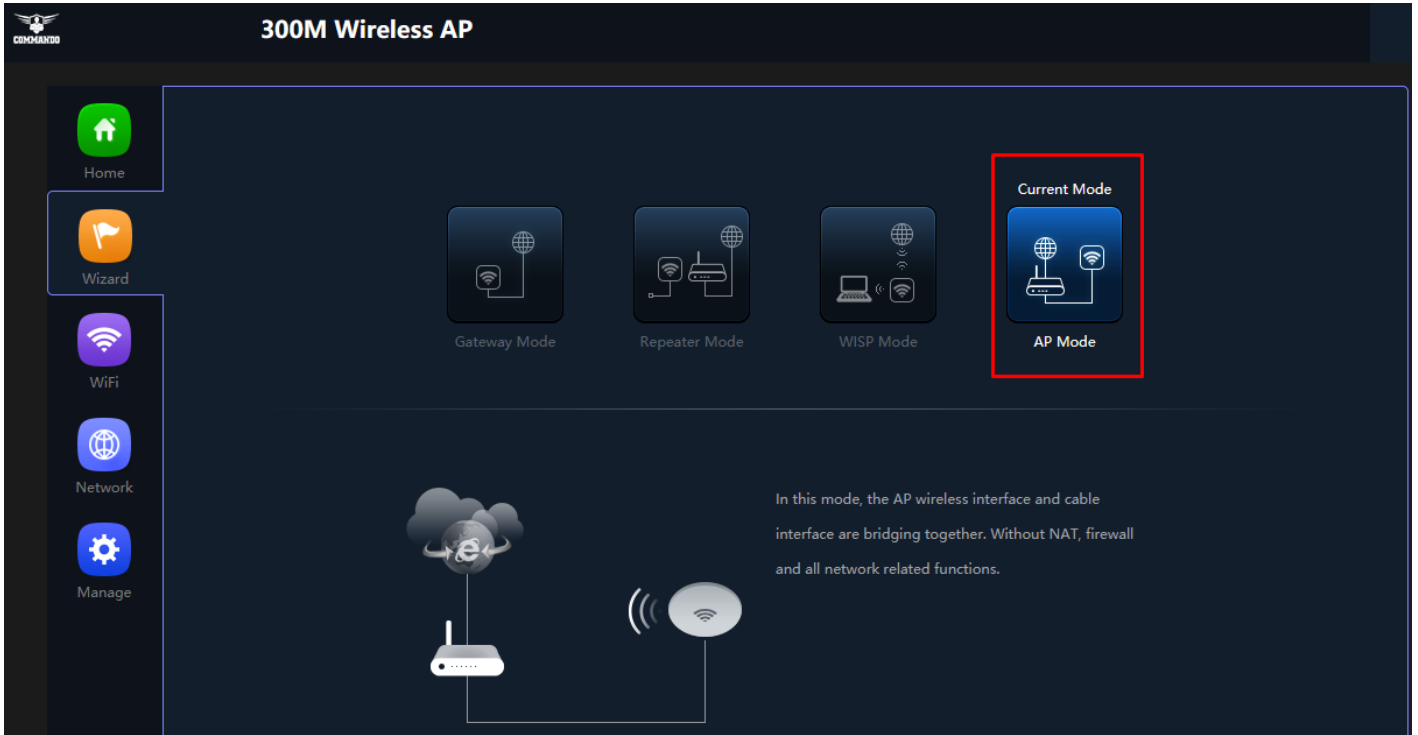 COMMANDO
300M Wireless AP
Home
Wizard
WiFi
Network
Manage
Current Mode
Gateway Mode
Repeater Mode
WISP Mode
AP Mode
In this mode, the AP wireless interface and cable
interface are bridging together. Without NAT, firewall
and all network related functions.